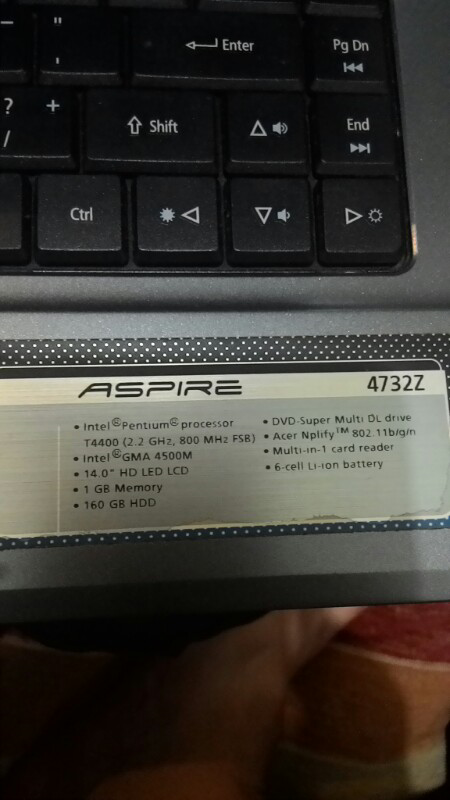 "
'
Enter
Pg Dn
?
+
/
Shift
End
Ctrl
ASPIRE
4732Z
• Intel® Pentium® processor
T4400 (2.2 GHz, 800 MHz FSB)
• Intel® GMA 4500M
• 14.0" HD LED LCD
• 1 GB Memory
• 160 GB HDD
• DVD-Super Multi DL drive
• Acer Nplify™ 802.11b/g/n
• Multi-in-1 card reader
• 6-cell Li-ion battery